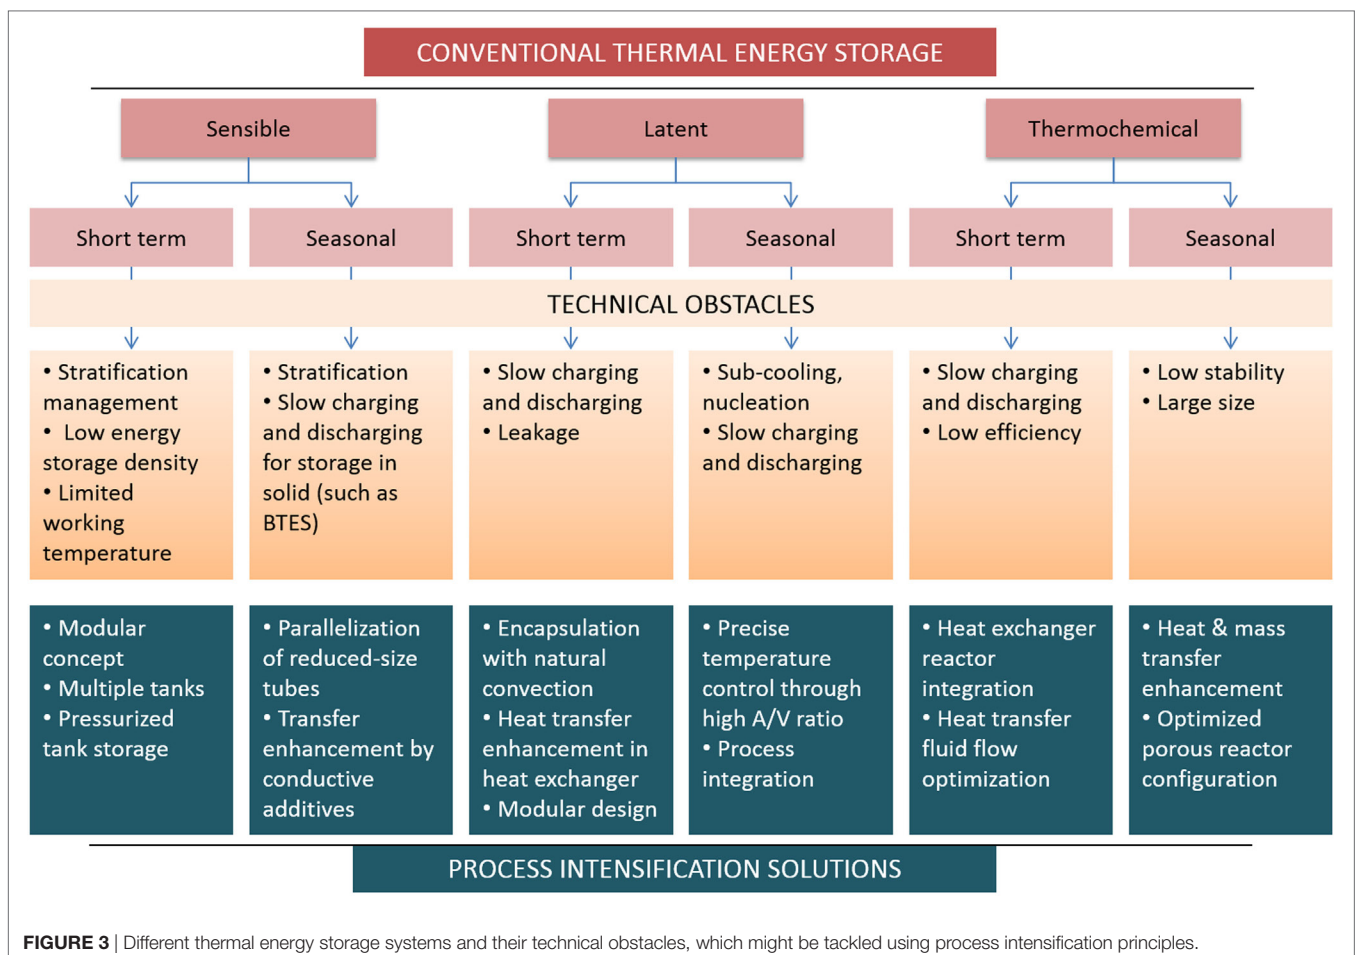 CONVENTIONAL THERMAL ENERGY STORAGE
Sensible
Latent
Thermochemical
Short term
Seasonal
Short term
Seasonal
Short term
Seasonal
TECHNICAL OBSTACLES
• Stratification
management
• Low energy
storage density
• Limited
working
temperature
• Stratification
• Slow charging
and discharging
for storage in
solid (such as
BTES)
• Slow charging
and discharging
• Leakage
• Sub-cooling,
nucleation
• Slow charging
and discharging
• Slow charging
and discharging
• Low efficiency
• Low stability
• Large size
• Modular
concept
• Multiple tanks
• Pressurized
tank storage
• Parallelization
of reduced-size
tubes
• Transfer
enhancement by
conductive
additives
• Encapsulation
with natural
convection
• Heat transfer
enhancement in
heat exchanger
• Modular design
• Precise
temperature
control through
high A/V ratio
• Process
integration
• Heat exchanger
reactor
integration
• Heat transfer
fluid flow
optimization
• Heat & mass
transfer
enhancement
• Optimized
porous reactor
configuration
PROCESS INTENSIFICATION SOLUTIONS
FIGURE 3 | Different thermal energy storage systems and their technical obstacles, which might be tackled using process intensification principles.